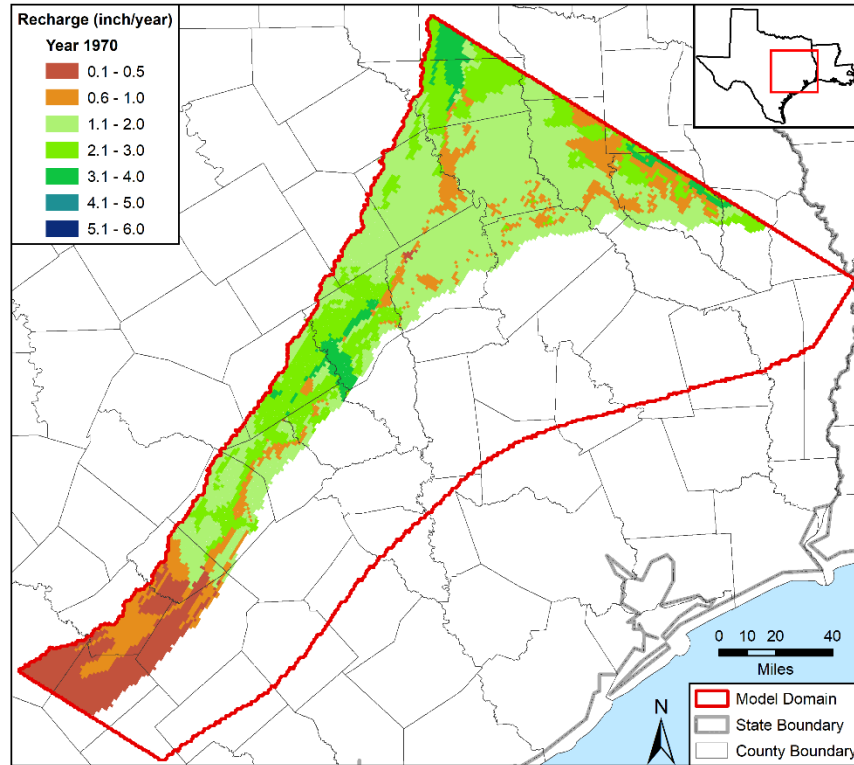 Recharge (inch/year)
Year 1970
0.1 - 0.5
0.6 - 1.0
1.1 - 2.0
2.1 - 3.0
3.1 - 4.0
4.1 - 5.0
5.1 - 6.0
0 10 20 40
Miles
N
Model Domain
State Boundary
County Boundary